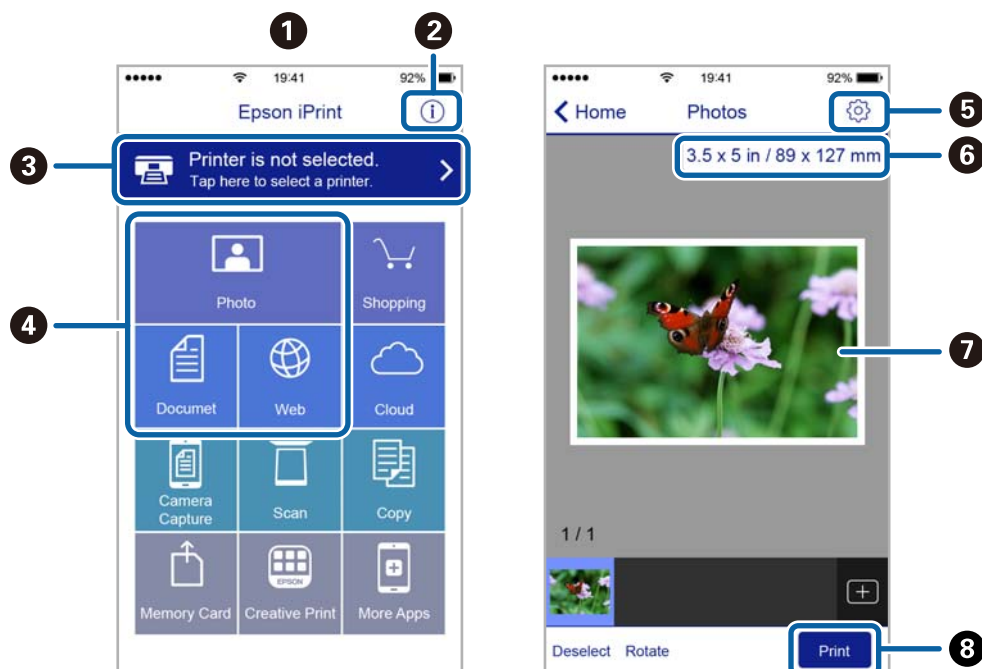 1
2
19:41
92%
Epson iPrint
3
Printer is not selected.
Tap here to select a printer.
4
Photo
Shopping
Documet
Web
Cloud
Camera
Capture
Scan
Copy
EPSON
Memory Card
Creative Print
More Apps
19:41
92%
Home
Photos
5
3.5 x 5 in / 89 x 127 mm
6
7
1 / 1
Deselect
Rotate
Print
8